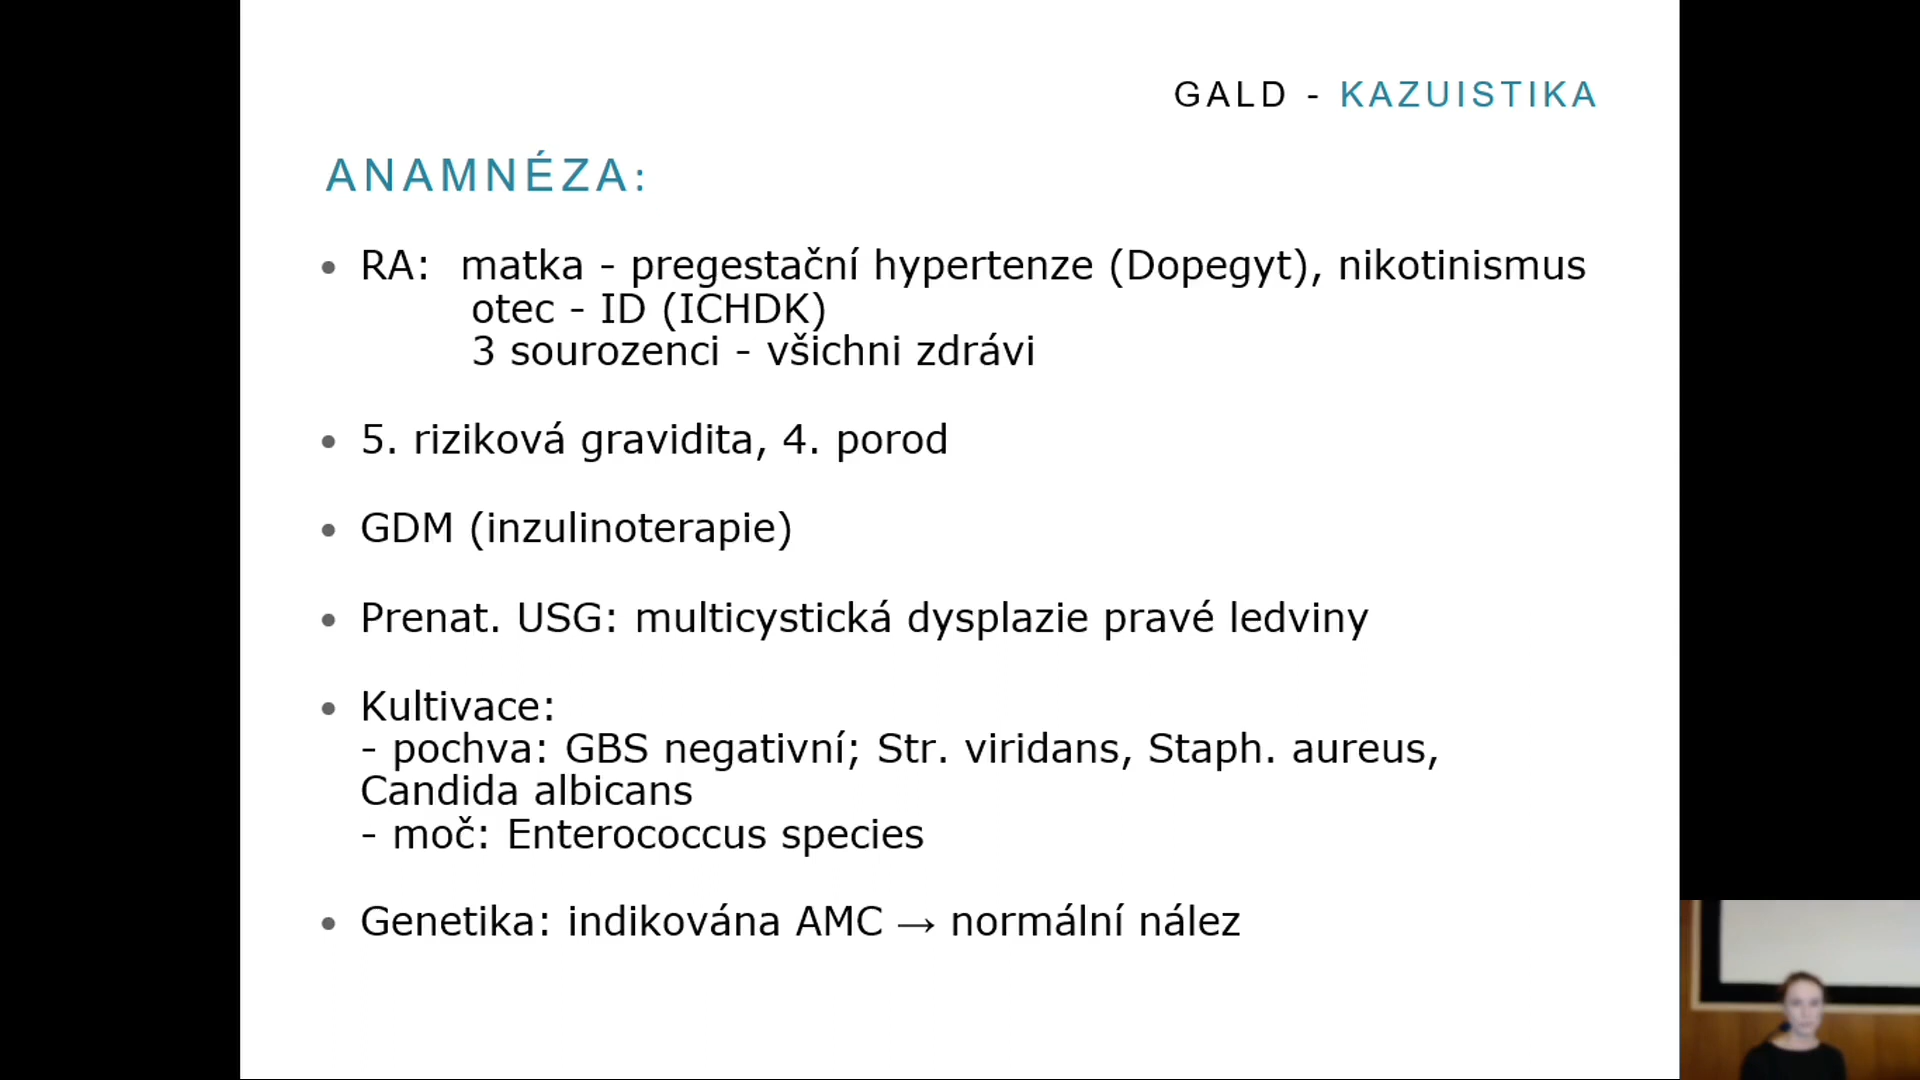 GALD - KAZUISTIKA
ANAMNÉZA:
• RA: matka - pregestační hypertenze (Dopegyt), nikotinismus
otec - ID (ICHDK)
3 sourozenci - všichni zdrávi
• 5. riziková gravidita, 4. porod
• GDM (inzulinoterapie)
• Prenat. USG: multicystická dysplazie pravé ledviny
• Kultivace:
- pochva: GBS negativní; Str. viridans, Staph. aureus,
Candida albicans
- moč: Enterococcus species
• Genetika: indikována AMC → normální nález